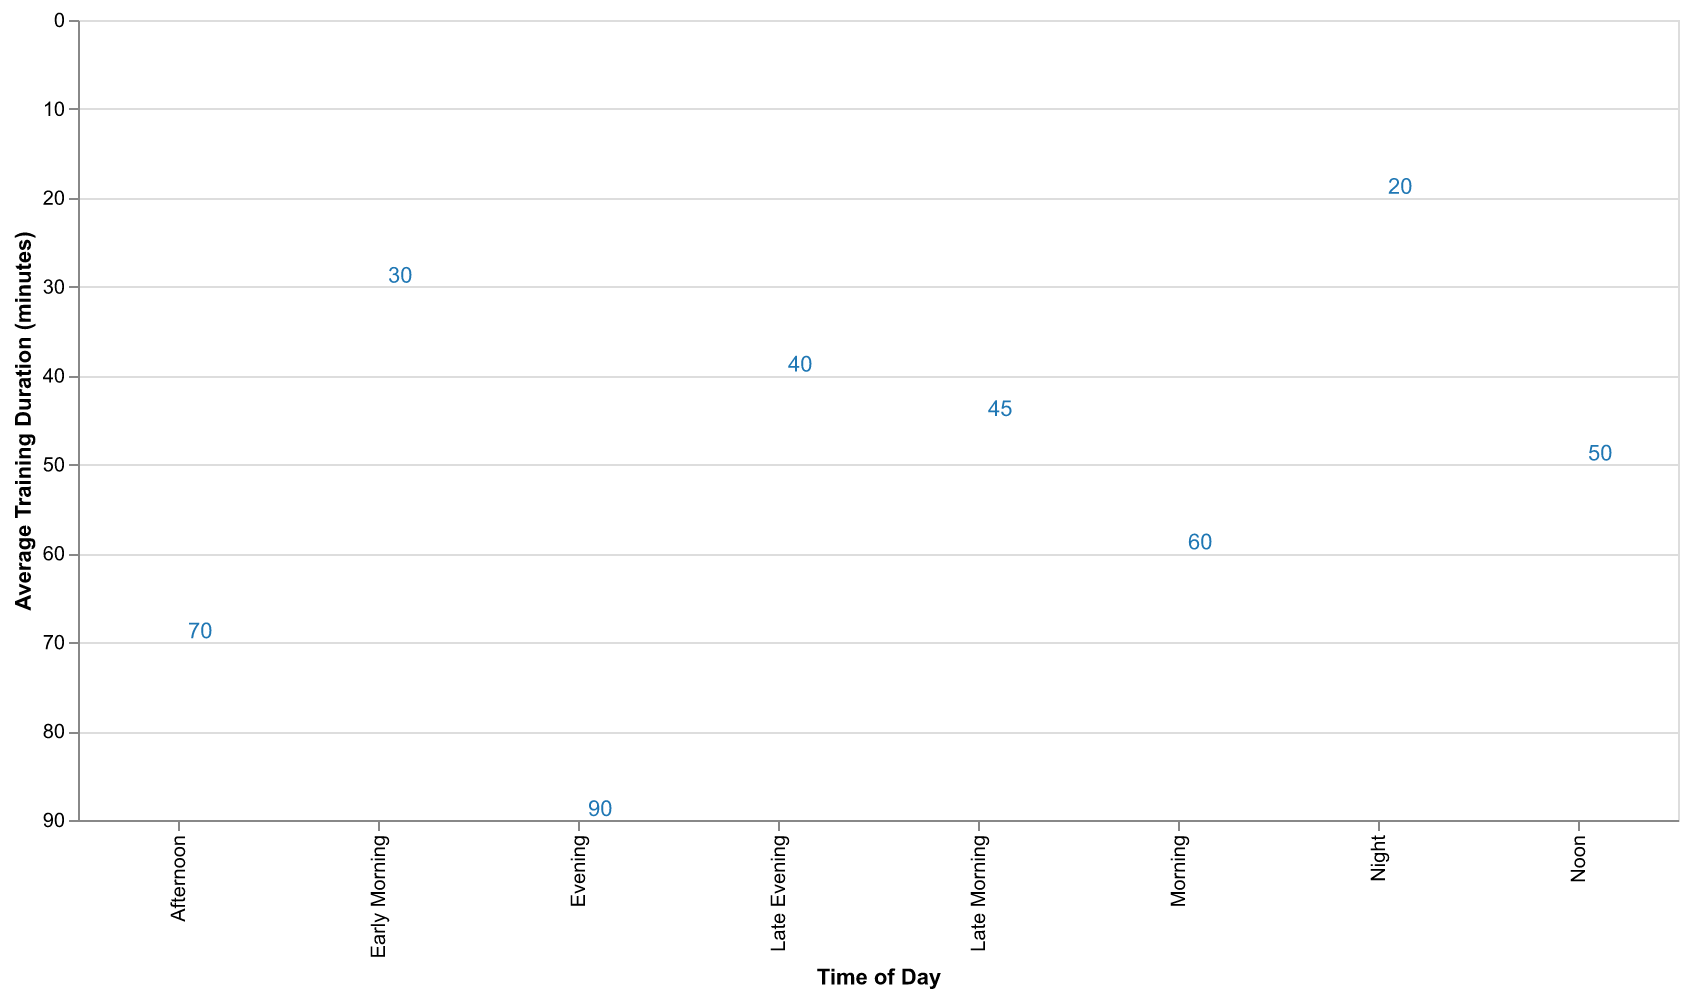 Average Training Duration (minutes)
0
10
20
30
40
50
60
70
80
90
70
30
90
40
45
60
20
50
Afternoon
Early Morning
Evening
Late Evening
Late Morning
Morning
Night
Noon
Time of Day